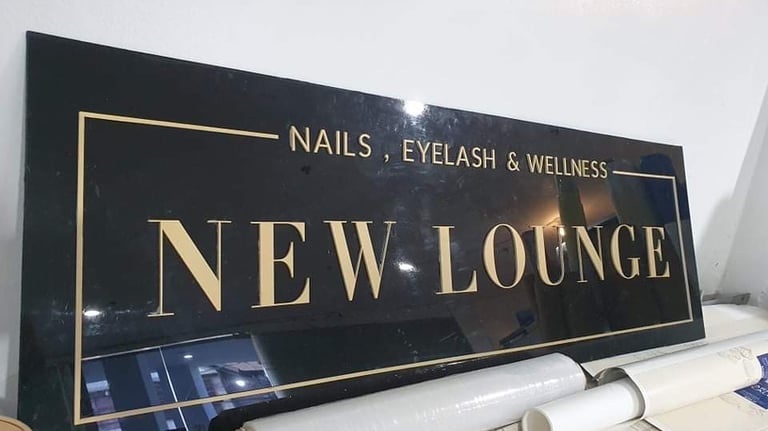 NAILS , EYELASH & WELLNESS
NEW LOUNGE